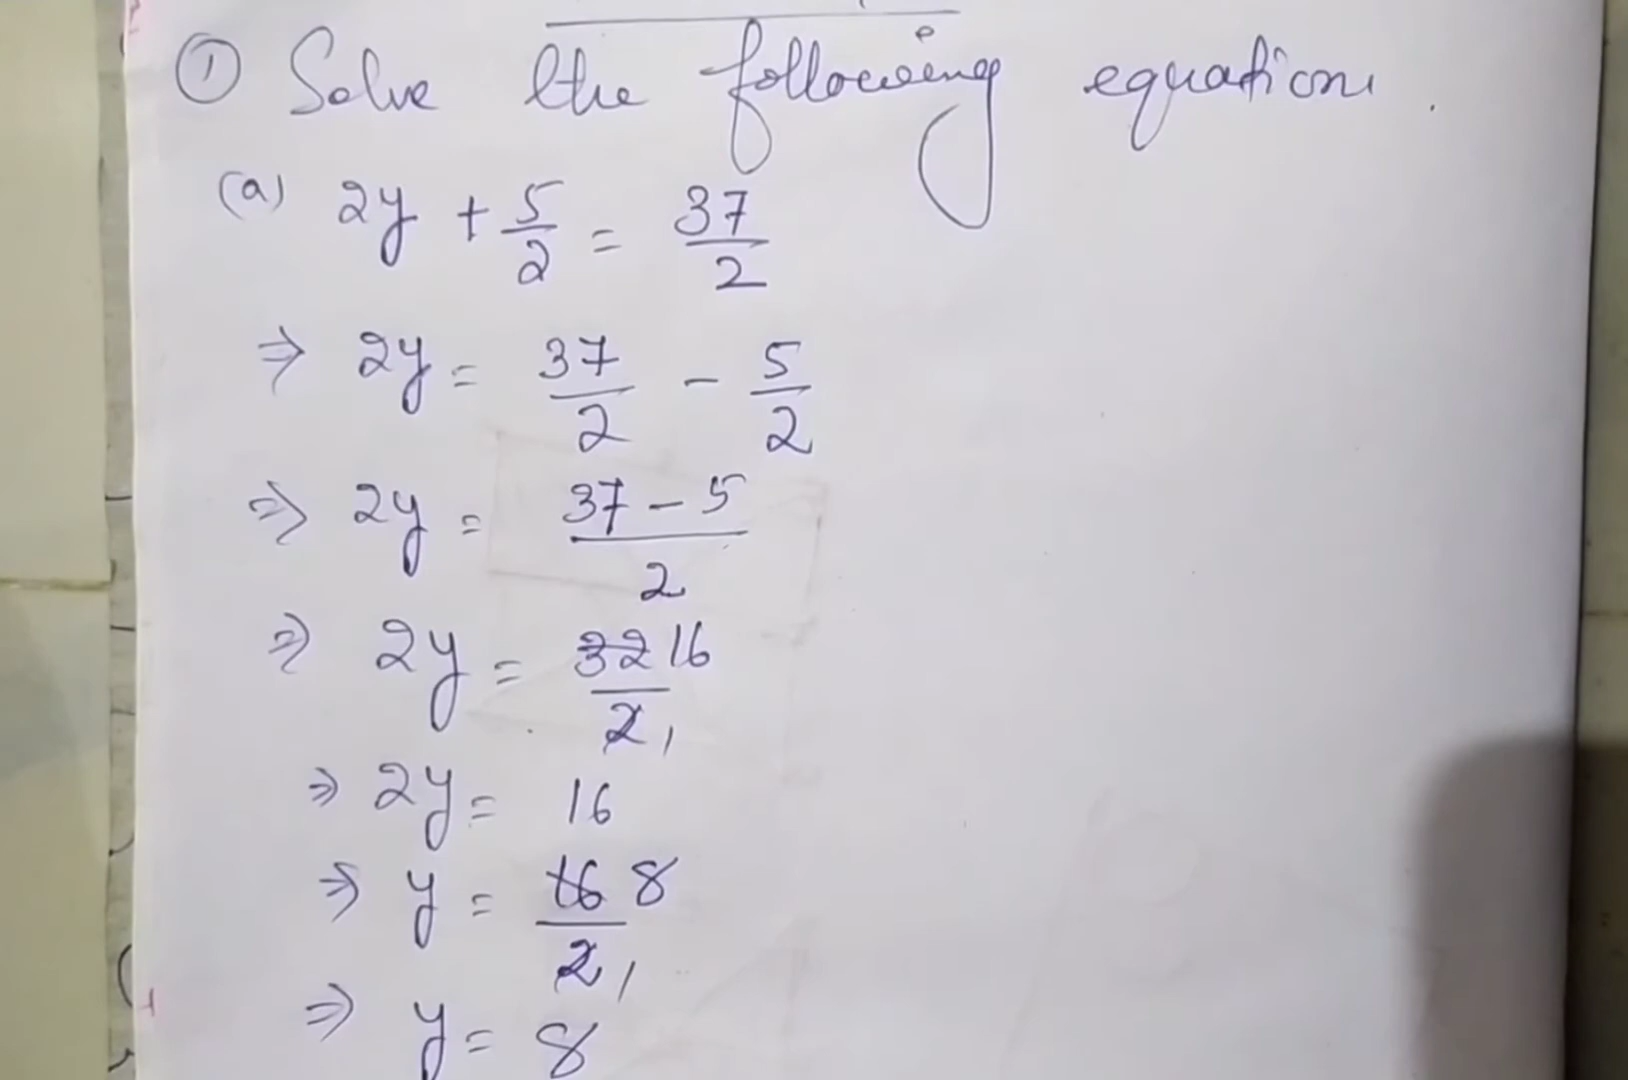 ① Solve the following equation.
(a) 2y + 5/2 = 37/2
⇒ 2y = 37/2 - 5/2
⇒ 2y = 37 - 5/2
⇒ 2y = 32 16/2 1
⇒ 2y = 16
⇒ y = 16 8/2 1
⇒ y = 8